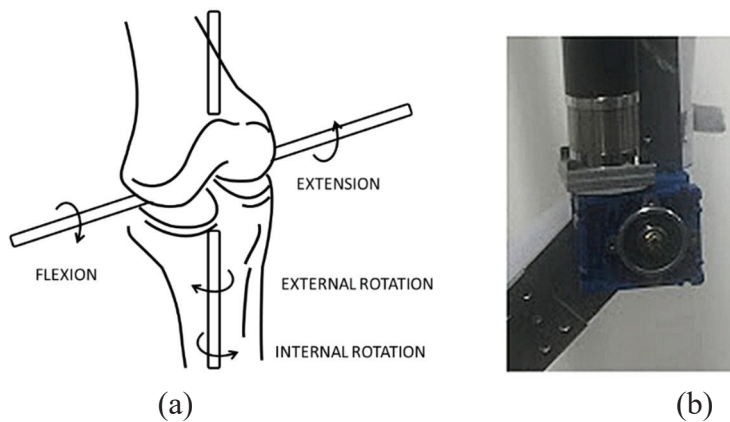 EXTENSION
FLEXION
EXTERNAL ROTATION
INTERNAL ROTATION
(a)
(b)